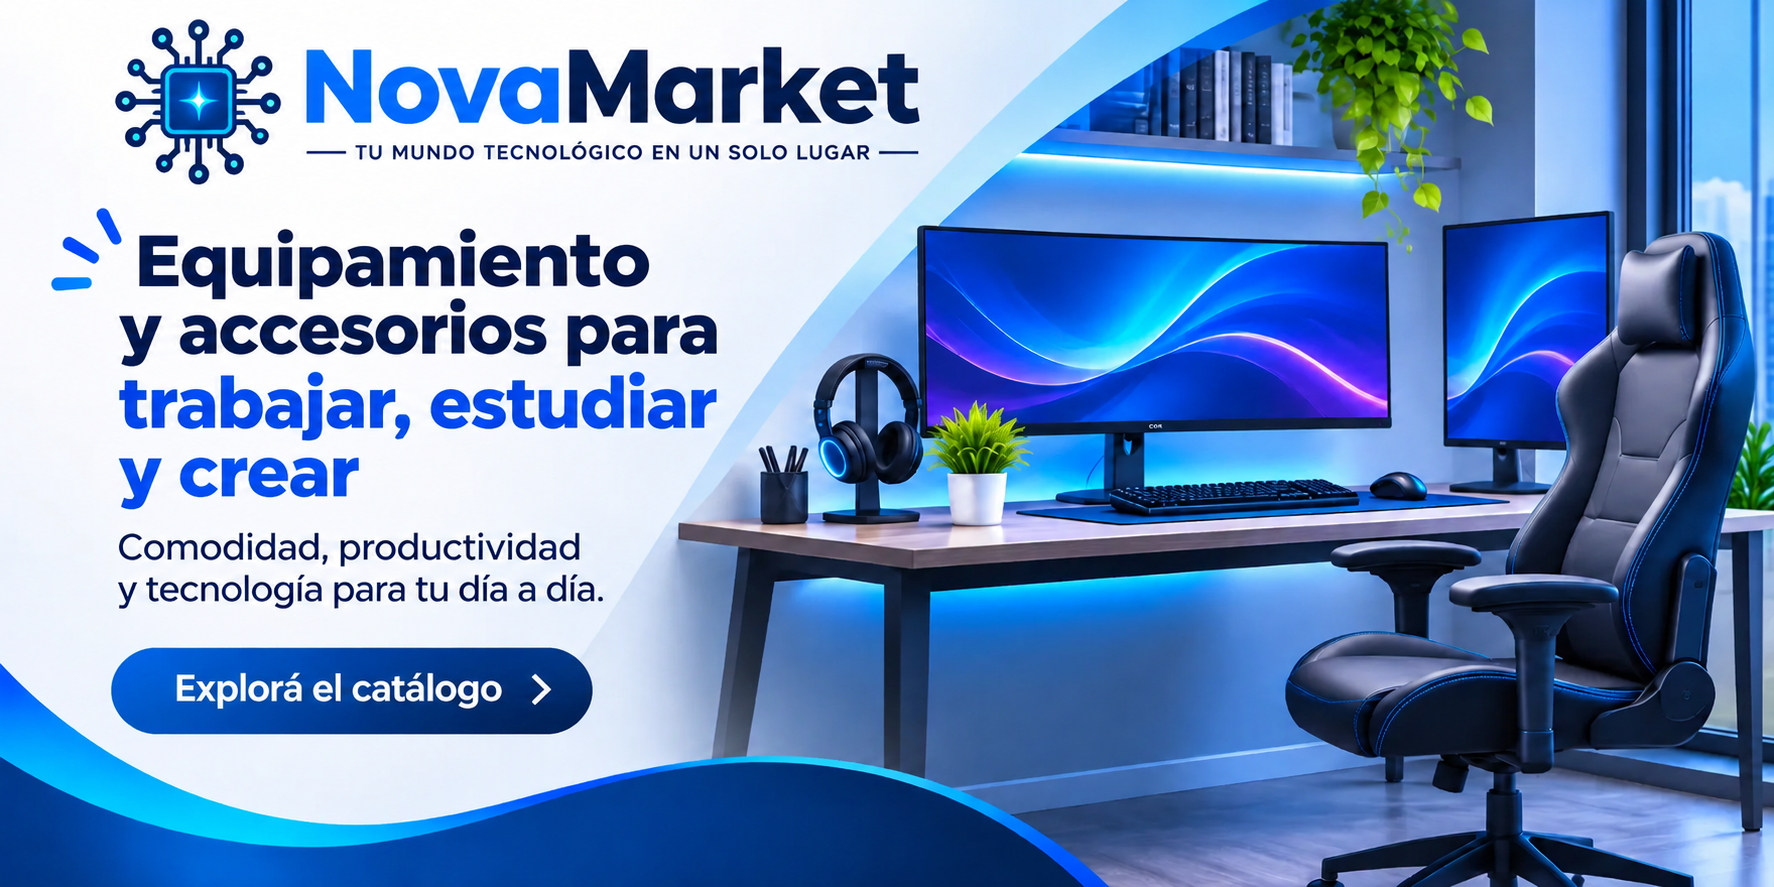 NovaMarket
TU MUNDO TECNOLÓGICO EN UN SOLO LUGAR
Equipamiento
y accesorios para
trabajar, estudiar
y crear
Comodidad, productividad
y tecnología para tu día a día.
Explorá el catálogo